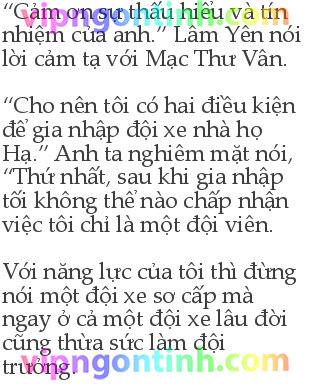 “Cảm ơn sự thấu hiểu và tín
nhiệm của anh.” Lâm Yên nói
lời cảm tạ với Mạc Thư Vân.
“Cho nên tôi có hai điều kiện
để gia nhập đội xe nhà họ
Hạ.” Anh ta nghiêm mặt nói,
“Thứ nhất, sau khi gia nhập
tối không thể nào chấp nhận
việc tôi chỉ là một đội viên.
Với năng lực của tôi thì đừng
nói một đội xe sơ cấp mà
ngay ở cả một đội xe lâu đời
cũng thừa sức làm đội
trưởng.
vipngontinh.com
vipngontinh.com